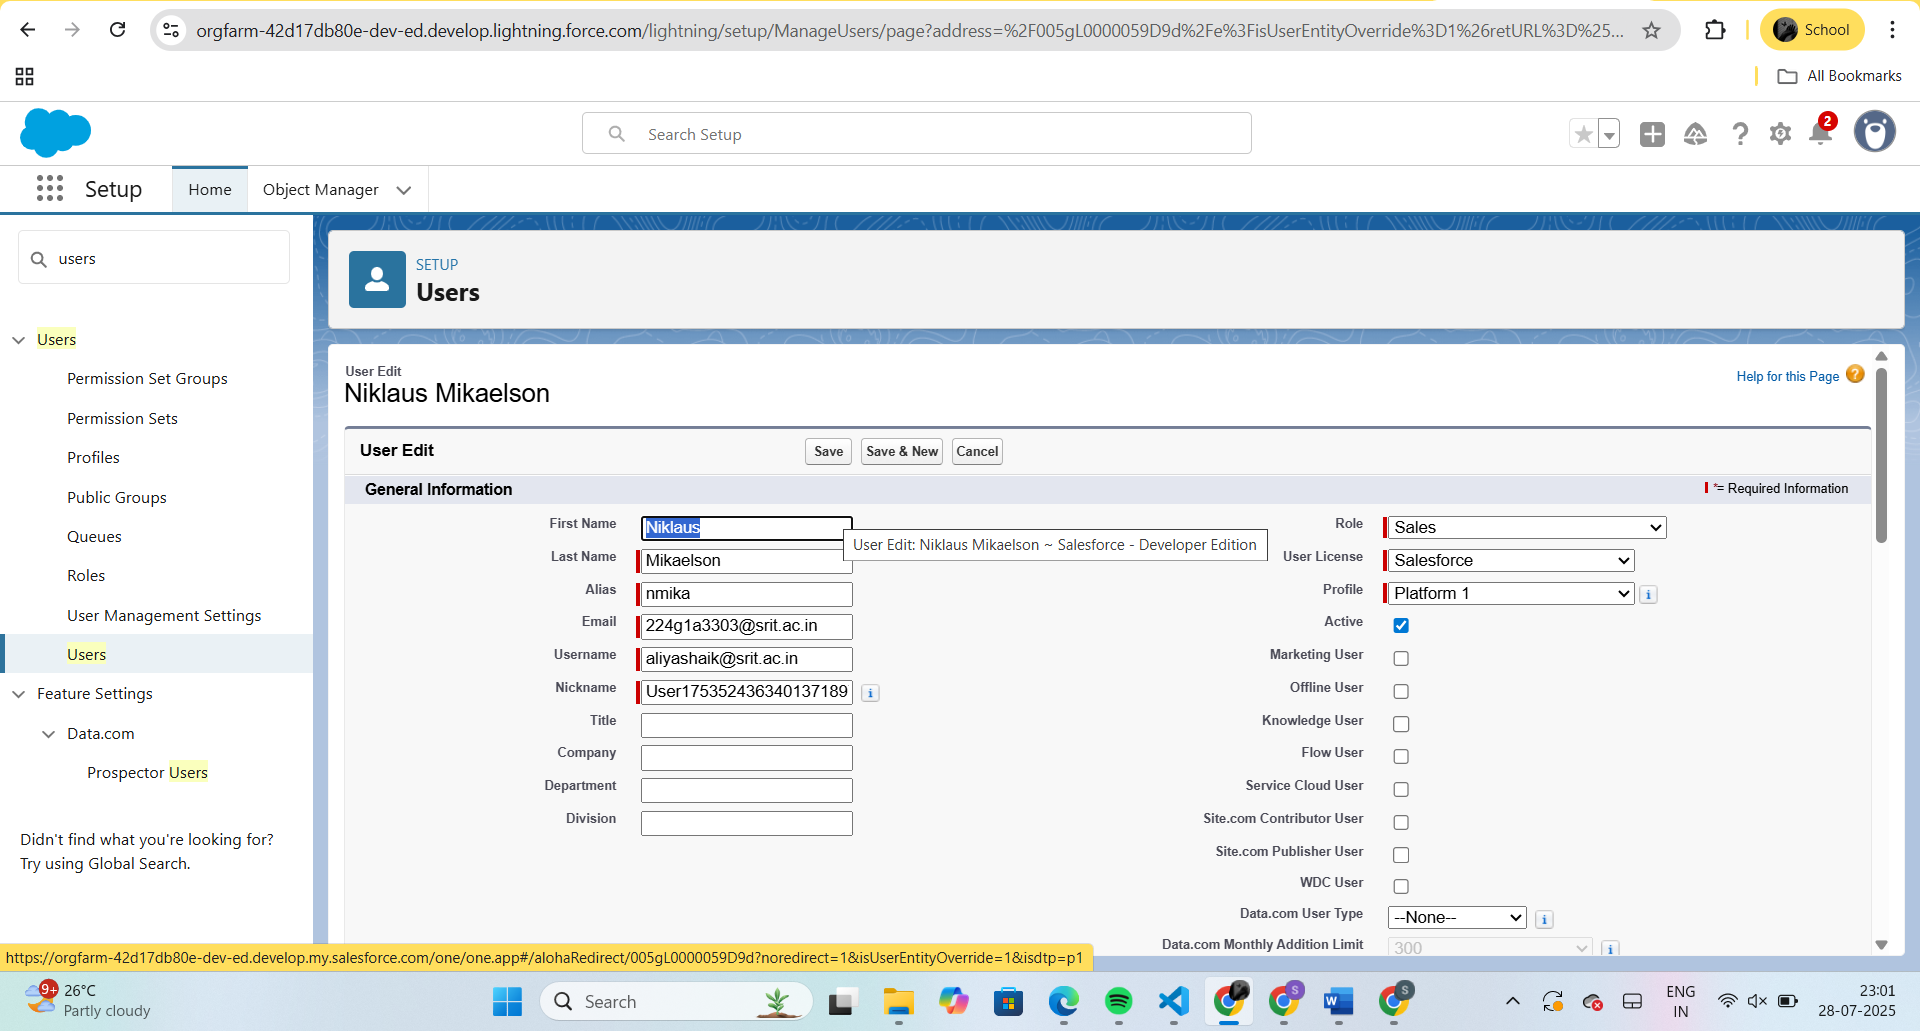 orgfarm-42d17db80e-dev-ed.develop.lightning.force.com/lightning/setup/ManageUsers/page?address=%2F005gL0000059D9d%2Fe%3FisUserEntityOverride%3D1%26retURL%3D%25...
School
All Bookmarks
Search Setup
2
Setup
Home
Object Manager
users
SETUP
Users
Users
Permission Set Groups
Permission Sets
Profiles
Public Groups
Queues
Roles
User Management Settings
Users
Feature Settings
Data.com
Prospector Users
Didn't find what you're looking for?
Try using Global Search.
User Edit
Niklaus Mikaelson
Help for this Page
User Edit
Save
Save & New
Cancel
General Information
*= Required Information
First Name Niklaus
Last Name Mikaelson
Alias nmika
Email 224g1a3303@srit.ac.in
Username aliyashaik@srit.ac.in
Nickname User175352436340137189
Title
Company
Department
Division
User Edit: Niklaus Mikaelson ~ Salesforce - Developer Edition
Role Sales
User License Salesforce
Profile Platform 1
Active
Marketing User
Offline User
Knowledge User
Flow User
Service Cloud User
Site.com Contributor User
Site.com Publisher User
WDC User
Data.com User Type --None--
Data.com Monthly Addition Limit 300
https://orgfarm-42d17db80e-dev-ed.develop.my.salesforce.com/one/one.app#/alohaRedirect/005gL0000059D9d?noredirect=1&isUserEntityOverride=1&isdtp=p1
9+
26°C
Partly cloudy
Search
S
S
ENG
IN
23:01
28-07-2025